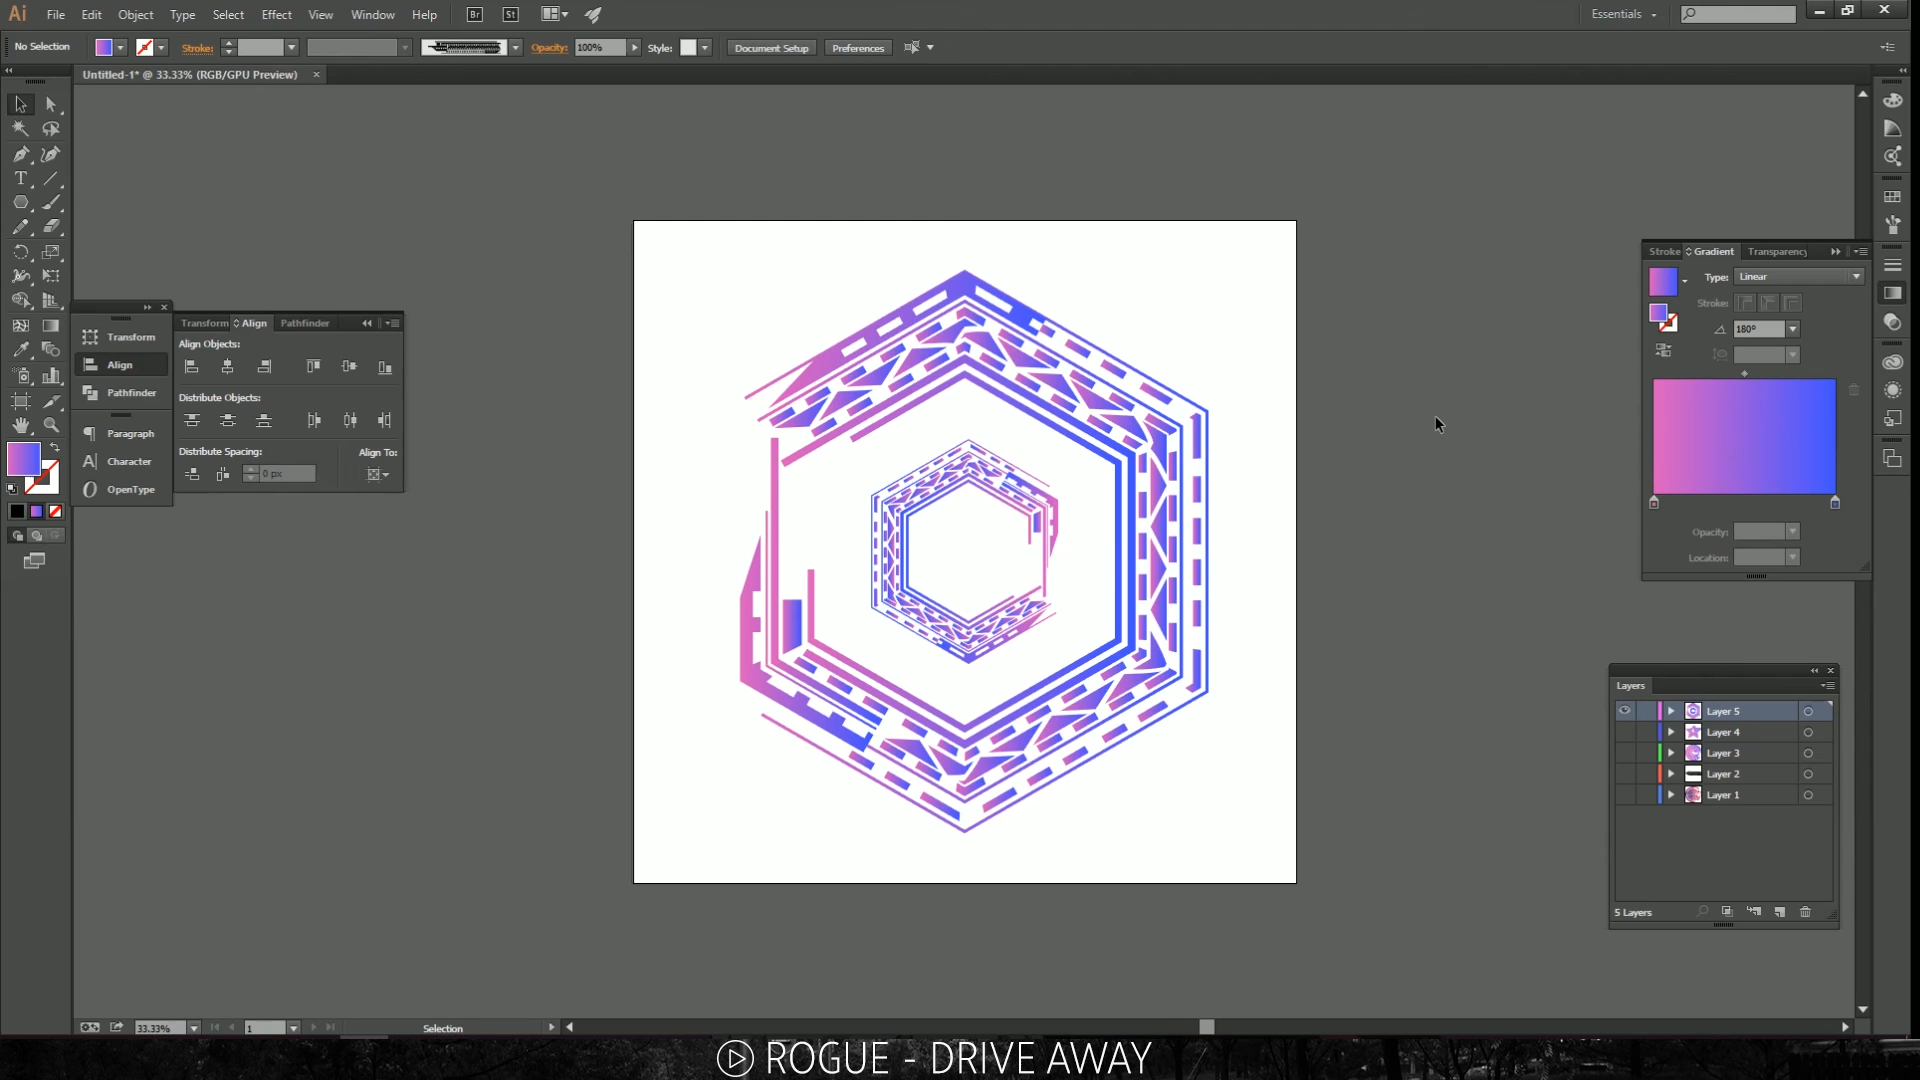 Ai File Edit Object Type Select Effect View Window Help Br St Essentials
No Selection Stroke: Opacity: 100% Style: Document Setup Preferences
Untitled-1* @ 33.33% (RGB/GPU Preview)
Transform
Align
Pathfinder
Paragraph
Character
OpenType
Transform Align Pathfinder
Align Objects:
Distribute Objects:
Distribute Spacing: Align To:
0 px
Stroke Gradient Transparency
Type: Linear
Stroke:
180°
Opacity:
Location:
Layers
Layer 5
Layer 4
Layer 3
Layer 2
Layer 1
5 Layers
33.33% 1 Selection
ROGUE - DRIVE AWAY